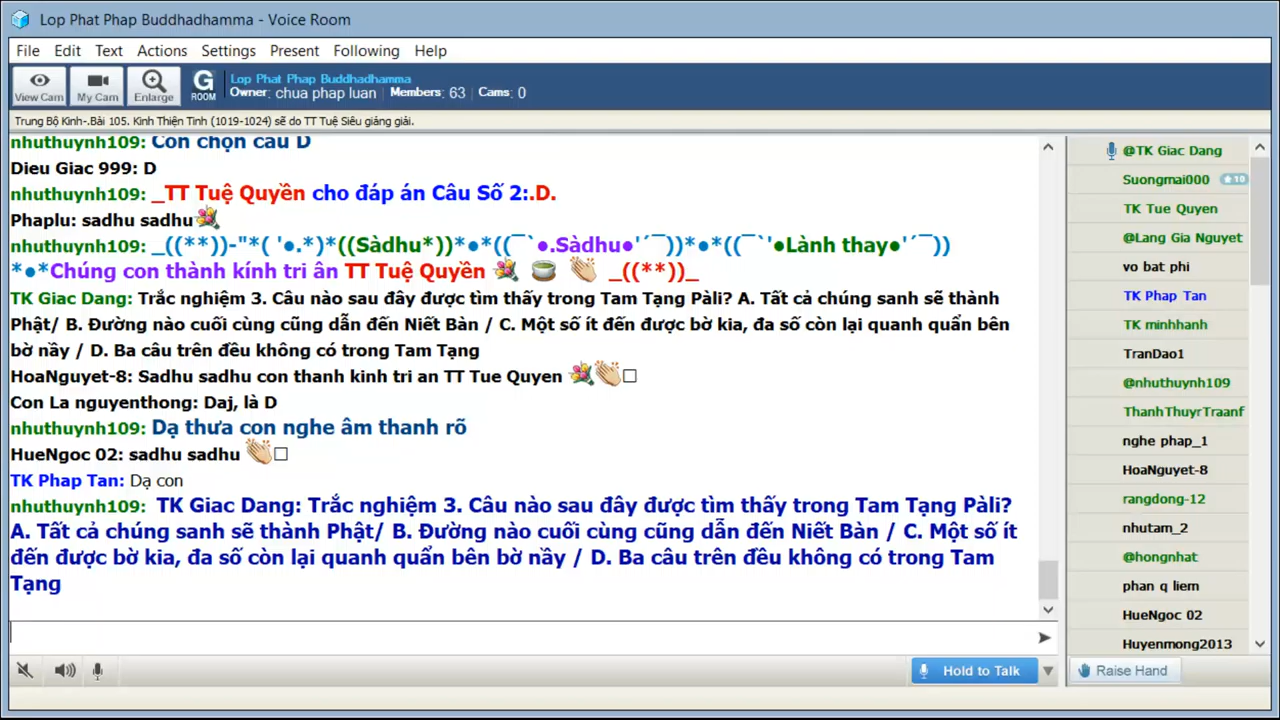 Lop Phat Phap Buddhadhamma - Voice Room
File Edit Text Actions Settings Present Following Help
View Cam My Cam Enlarge G ROOM
Lop Phat Phap Buddhadhamma
Owner: chua phap luan | Members: 63 | Cams: 0
Trung Bộ Kinh-.Bài 105. Kinh Thiện Tinh (1019-1024) sẽ do TT Tuệ Siêu giảng giải.
nhuthuynh109: Con chọn câu D
Dieu Giac 999: D
nhuthuynh109: _TT Tuệ Quyền cho đáp án Câu Số 2:.D.
Phaplu: sadhu sadhu💐
nhuthuynh109: _((**))-"*( '●.*)*((Sàdhu*))*●*((¯`●.Sàdhu●'´¯))*●*((¯`'●Lành thay●'´¯))
*●*Chúng con thành kính tri ân TT Tuệ Quyền 💐 🍵 👏 _((**))_
TK Giac Dang: Trắc nghiệm 3. Câu nào sau đây được tìm thấy trong Tam Tạng Pàli? A. Tất cả chúng sanh sẽ thành
Phật/ B. Đường nào cuối cùng cũng dẫn đến Niết Bàn / C. Một số ít đến được bờ kia, đa số còn lại quanh quẩn bên
bờ nầy / D. Ba câu trên đều không có trong Tam Tạng
HoaNguyet-8: Sadhu sadhu con thanh kinh tri an TT Tue Quyen 💐👏□
Con La nguyenthong: Daj, là D
nhuthuynh109: Dạ thưa con nghe âm thanh rõ
HueNgoc 02: sadhu sadhu 👏□
TK Phap Tan: Dạ con
nhuthuynh109: TK Giac Dang: Trắc nghiệm 3. Câu nào sau đây được tìm thấy trong Tam Tạng Pàli?
A. Tất cả chúng sanh sẽ thành Phật/ B. Đường nào cuối cùng cũng dẫn đến Niết Bàn / C. Một số ít
đến được bờ kia, đa số còn lại quanh quẩn bên bờ nầy / D. Ba câu trên đều không có trong Tam
Tạng
Hold to Talk
@TK Giac Dang
Suongmai000 ★10
TK Tue Quyen
@Lang Gia Nguyet
vo bat phi
TK Phap Tan
TK minhhanh
TranDao1
@nhuthuynh109
ThanhThuyrTraanf
nghe phap_1
HoaNguyet-8
rangdong-12
nhutam_2
@hongnhat
phan q liem
HueNgoc 02
Huyenmong2013
Raise Hand